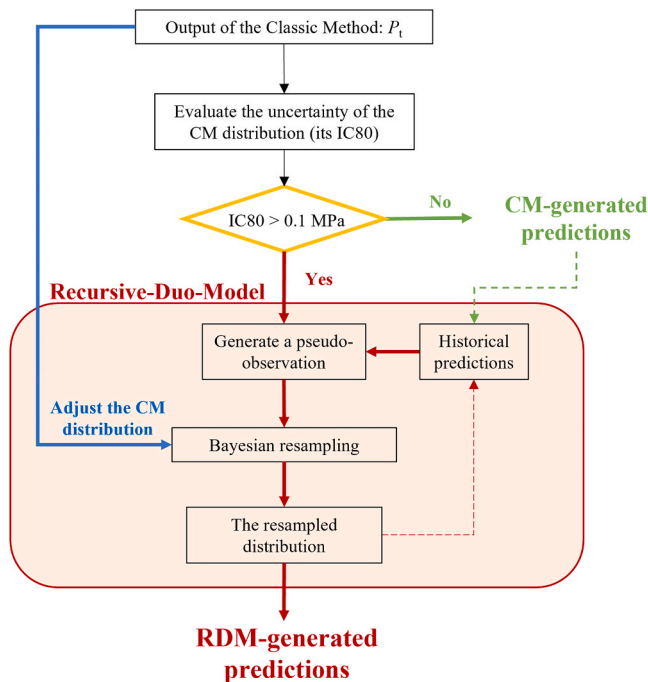 Output of the Classic Method: Pt
Evaluate the uncertainty of the
CM distribution (its IC80)
IC80 > 0.1 MPa
No
CM-generated
predictions
Yes
Recursive-Duo-Model
Generate a pseudo-
observation
Historical
predictions
Adjust the CM
distribution
Bayesian resampling
The resampled
distribution
RDM-generated
predictions